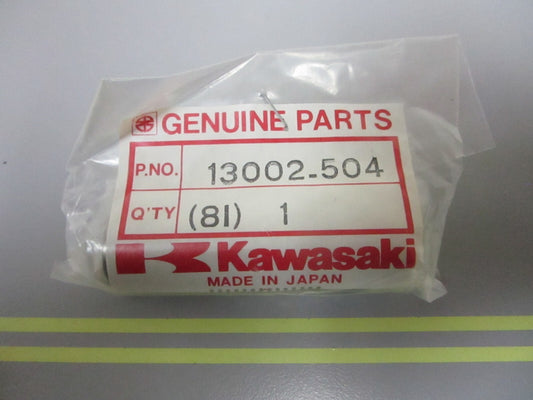 GENUINE PARTS
P.NO. 13002-504
Q'TY (81) 1
Kawasaki
MADE IN JAPAN